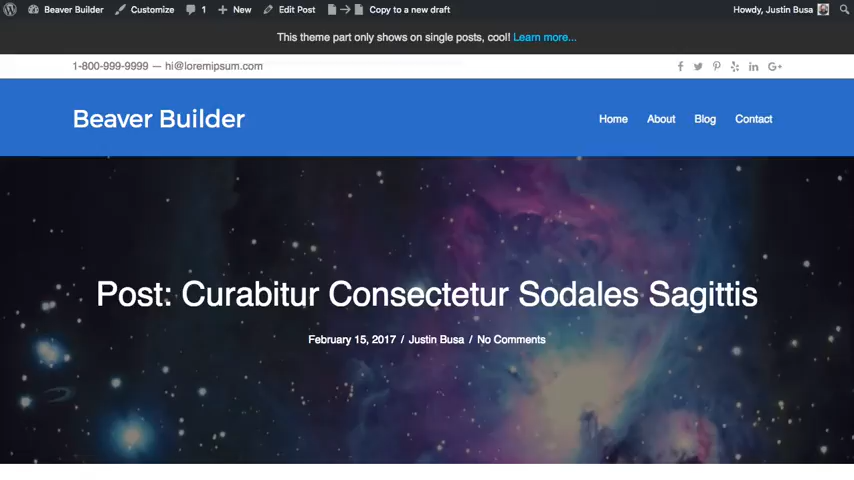 Beaver Builder Customize 1 New Edit Post Copy to a new draft Howdy, Justin Busa
This theme part only shows on single posts, cool! Learn more...
1-800-999-9999 — hi@loremipsum.com
Beaver Builder Home About Blog Contact
Post: Curabitur Consectetur Sodales Sagittis
February 15, 2017 / Justin Busa / No Comments